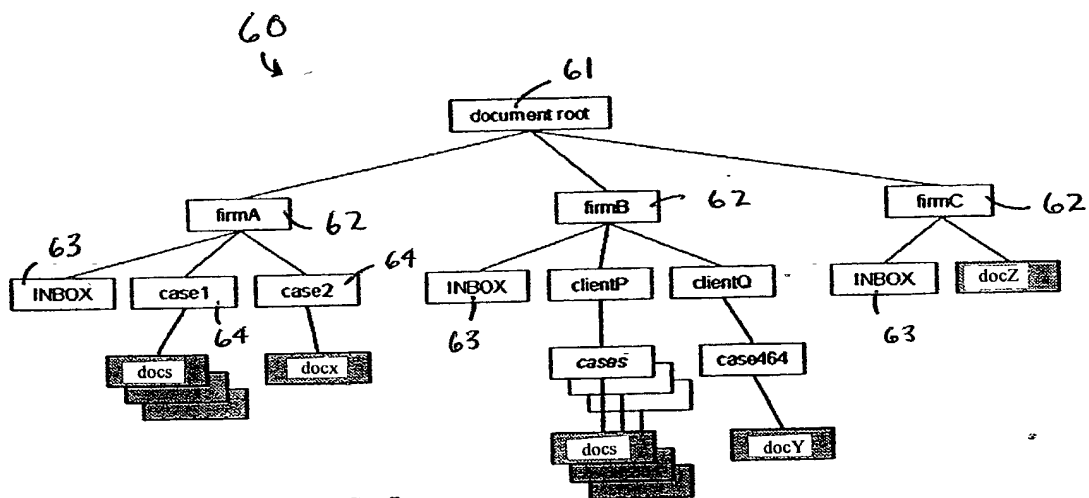 60
61
document root
firmA 62
firmB 62
firmC 62
63
64
INBOX case1 case2
INBOX clientP clientQ
INBOX docZ
64
63
63
docs docx
cases case464
docs docY